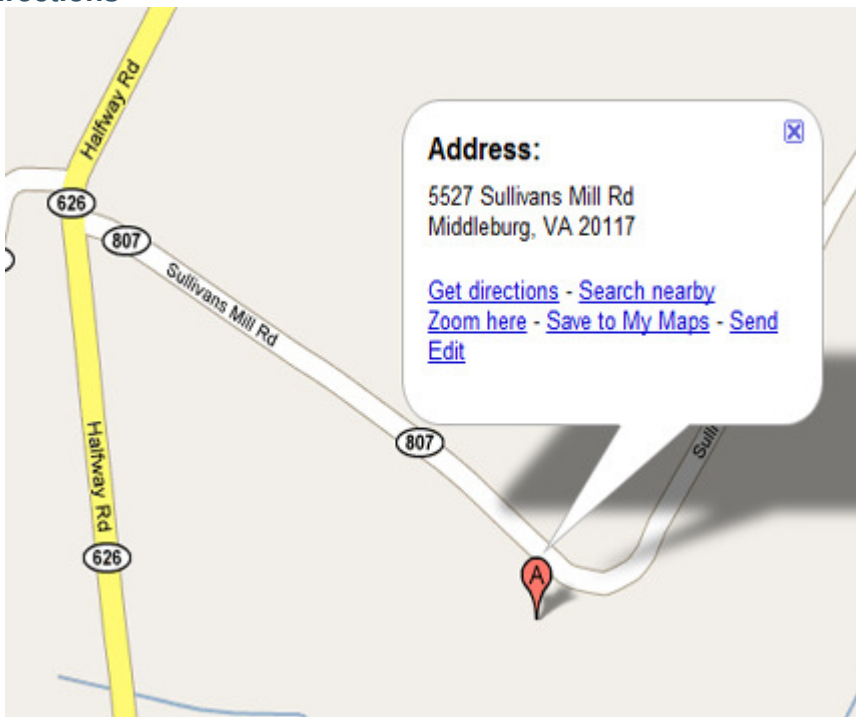 Halfway Rd
626
807
Sullivans Mill Rd
Address:
5527 Sullivans Mill Rd
Middleburg, VA 20117
Get directions - Search nearby
Zoom here - Save to My Maps - Send
Edit
807
Sulli
Halfway Rd
626
A